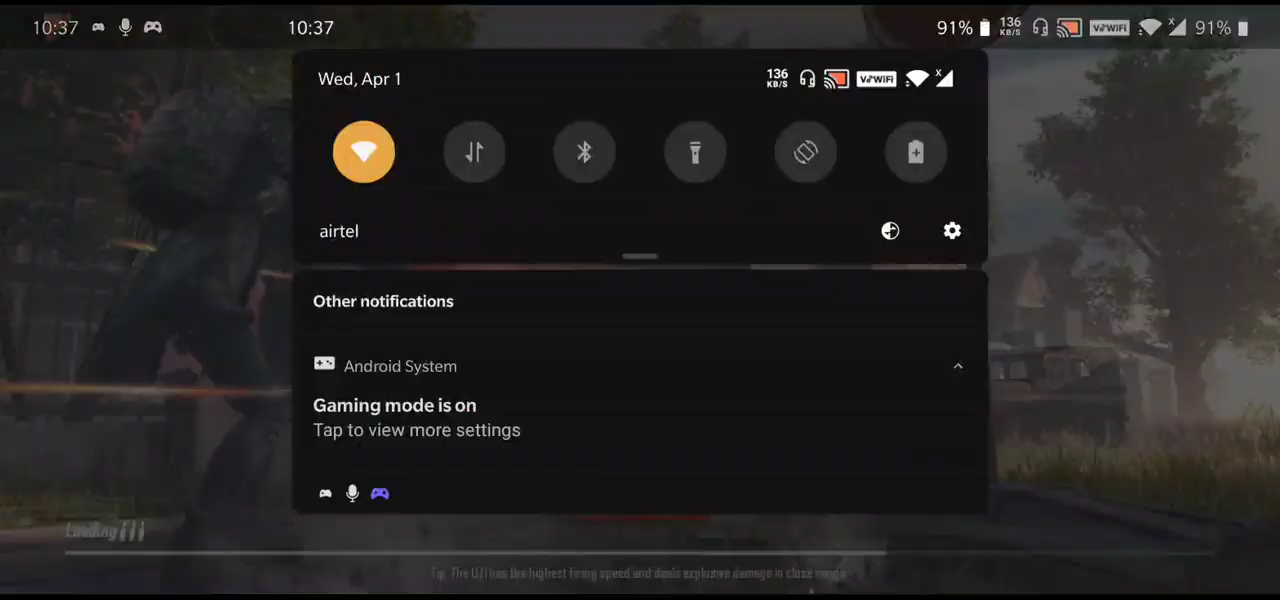 10:37 10:37 91% 136 KB/S VoWiFi 91%
Wed, Apr 1 136 KB/S VoWiFi
airtel
Other notifications
Android System
Gaming mode is on
Tap to view more settings
Loading
Tip: The UZI has the highest firing speed and deals explosive damage in close range.